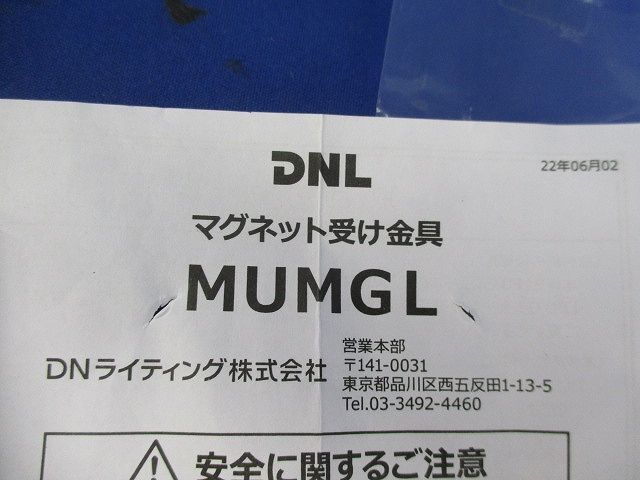 DNL
22年06月02
マグネット受け金具
MUMGL
DNライティング株式会社
営業本部
〒141-0031
東京都品川区西五反田1-13-5
Tel.03-3492-4460
安全に関するご注意